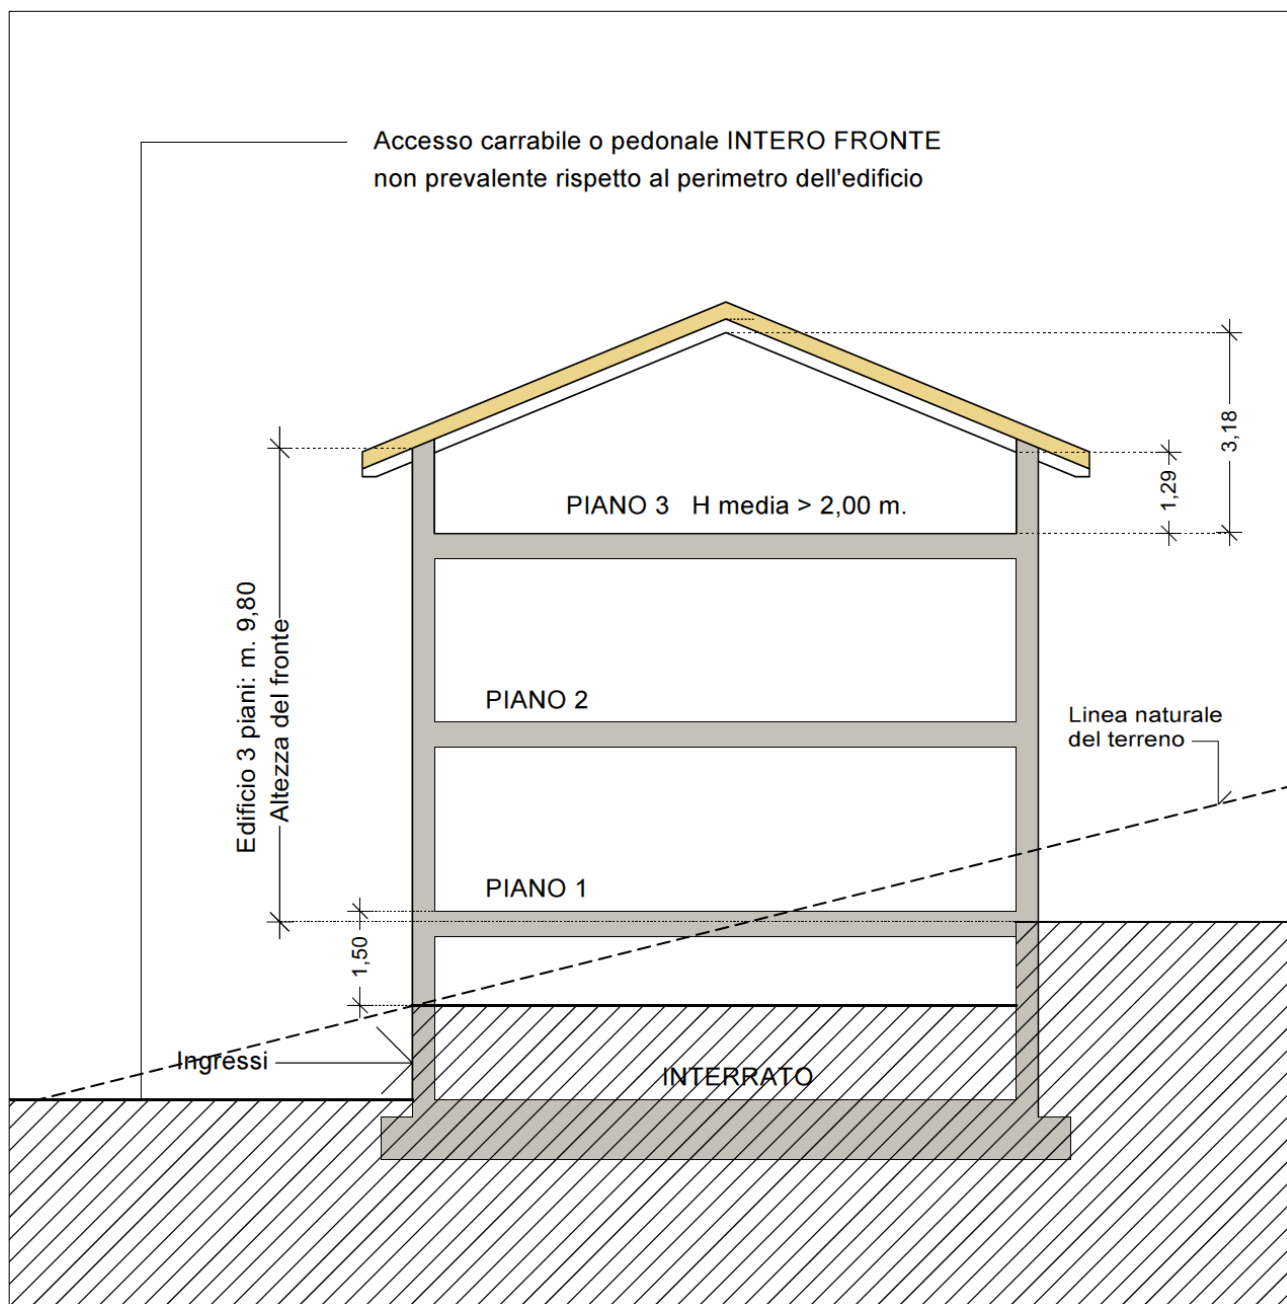 Accesso carrabile o pedonale INTERO FRONTE
non prevalente rispetto al perimetro dell'edificio
3,18
1,29
PIANO 3 H media > 2,00 m.
Edificio 3 piani: m. 9,80
Altezza del fronte
PIANO 2
Linea naturale
del terreno
PIANO 1
1,50
Ingressi
INTERRATO